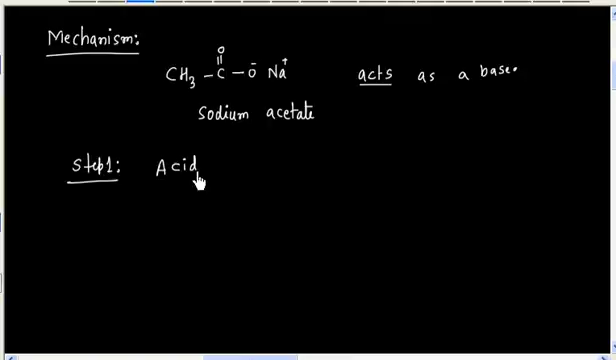 Mechanism:
O
CH3 – C – O⁻ Na⁺ acts as a base.
Sodium acetate
Step1: Acid